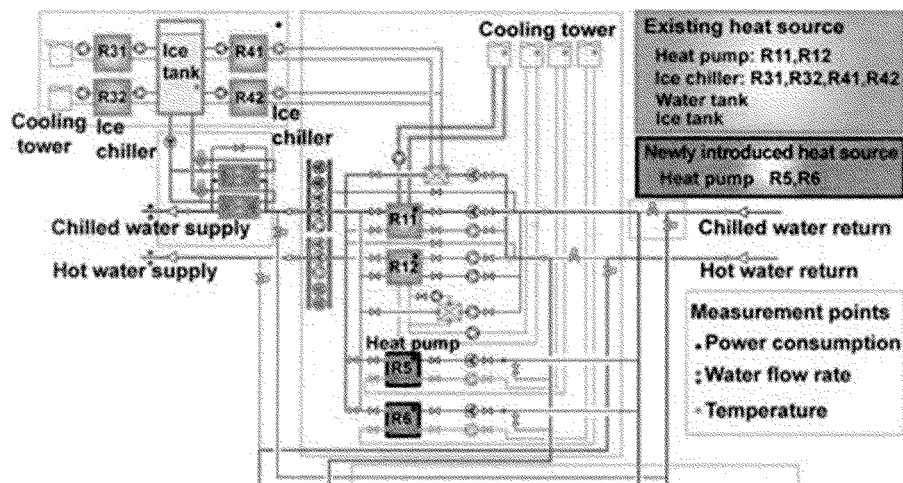 Cooling tower
Existing heat source
Heat pump: R11,R12
Ice chiller: R31,R32,R41,R42
Water tank
Ice tank
Newly introduced heat source
Heat pump R5,R6
R31
Ice
tank
R41
R32
R42
Cooling
tower
Ice
chiller
Ice
chiller
R11
Chilled water supply
Chilled water return
Hot water supply
R12
Hot water return
Measurement points
Power consumption
Water flow rate
Temperature
Heat pump
R5
R6